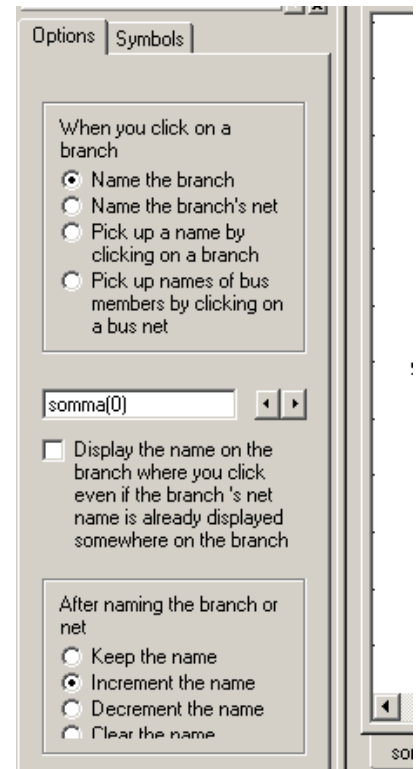 Options Symbols
When you click on a
branch
Name the branch
Name the branch's net
Pick up a name by
clicking on a branch
Pick up names of bus
members by clicking on
a bus net
somma(0)
Display the name on the
branch where you click
even if the branch 's net
name is already displayed
somewhere on the branch
After naming the branch or
net
Keep the name
Increment the name
Decrement the name
Clear the name